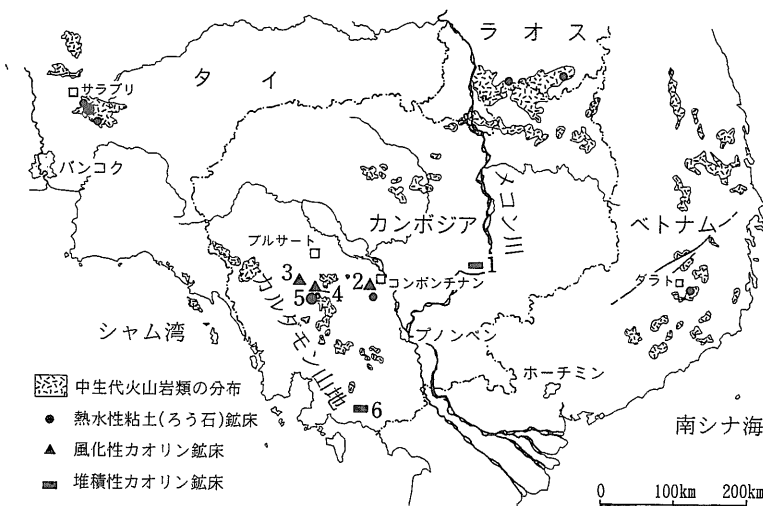 ラオス
タイ
サラブリ
バンコク
メコン川
カンボジア
ベトナム
プルサート
1
3
2
コンポンチナン
ダラト
5
4
カルダモン山地
シャム湾
プノンペン
ホーチミン
中生代火山岩類の分布
熱水性粘土(ろう石)鉱床
6
南シナ海
風化性カオリン鉱床
堆積性カオリン鉱床
0 100km 200km